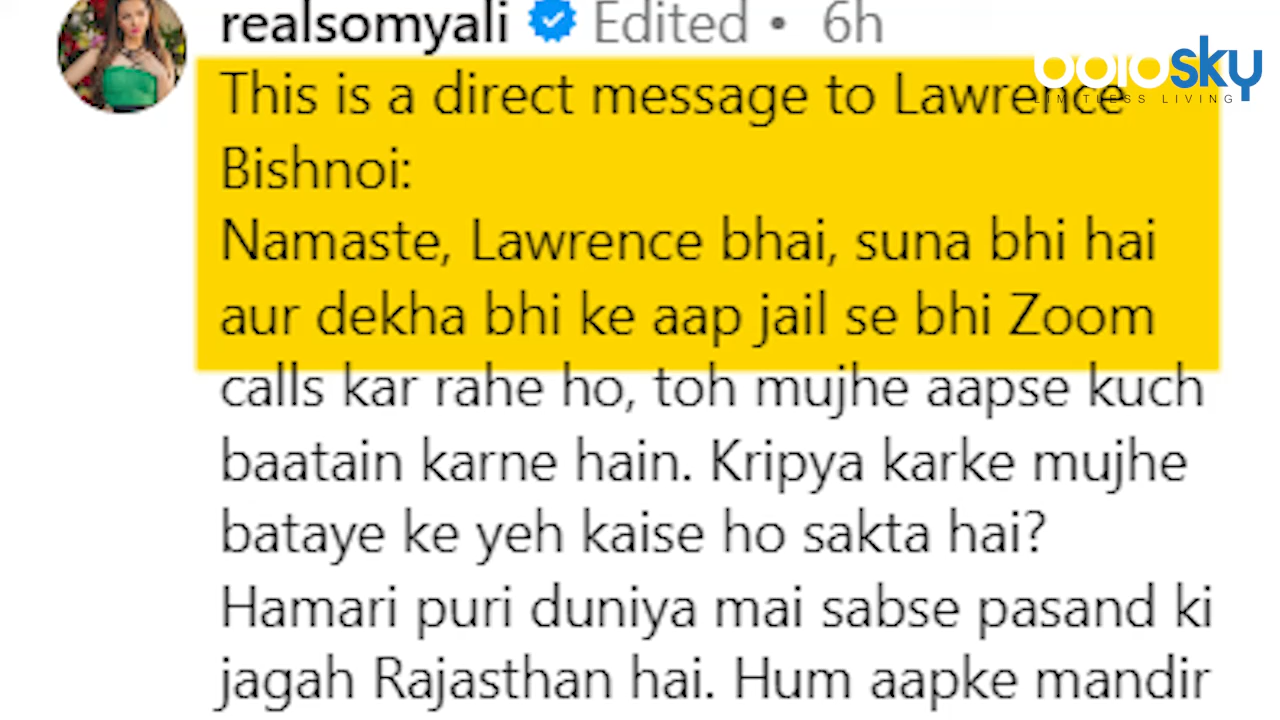 realsomyali Edited • 6h
boldsky
LIMITLESS LIVING
This is a direct message to Lawrence
Bishnoi:
Namaste, Lawrence bhai, suna bhi hai
aur dekha bhi ke aap jail se bhi Zoom
calls kar rahe ho, toh mujhe aapse kuch
baatain karne hain. Kripya karke mujhe
bataye ke yeh kaise ho sakta hai?
Hamari puri duniya mai sabse pasand ki
jagah Rajasthan hai. Hum aapke mandir